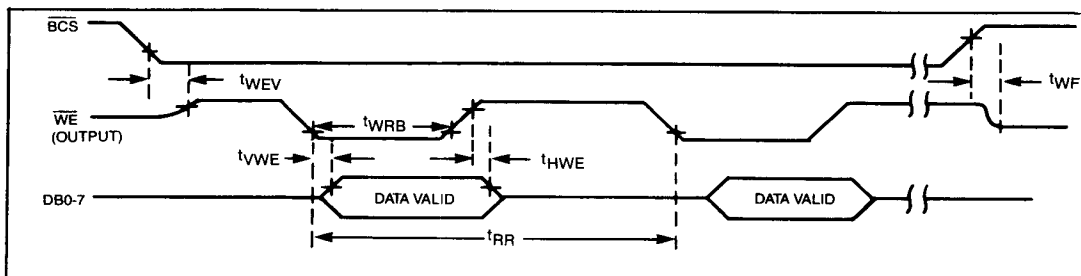 BCS
tWEV
tWF
WE
(OUTPUT)
tWRB
tVWE
tHWE
DB0-7
DATA VALID
DATA VALID
tRR